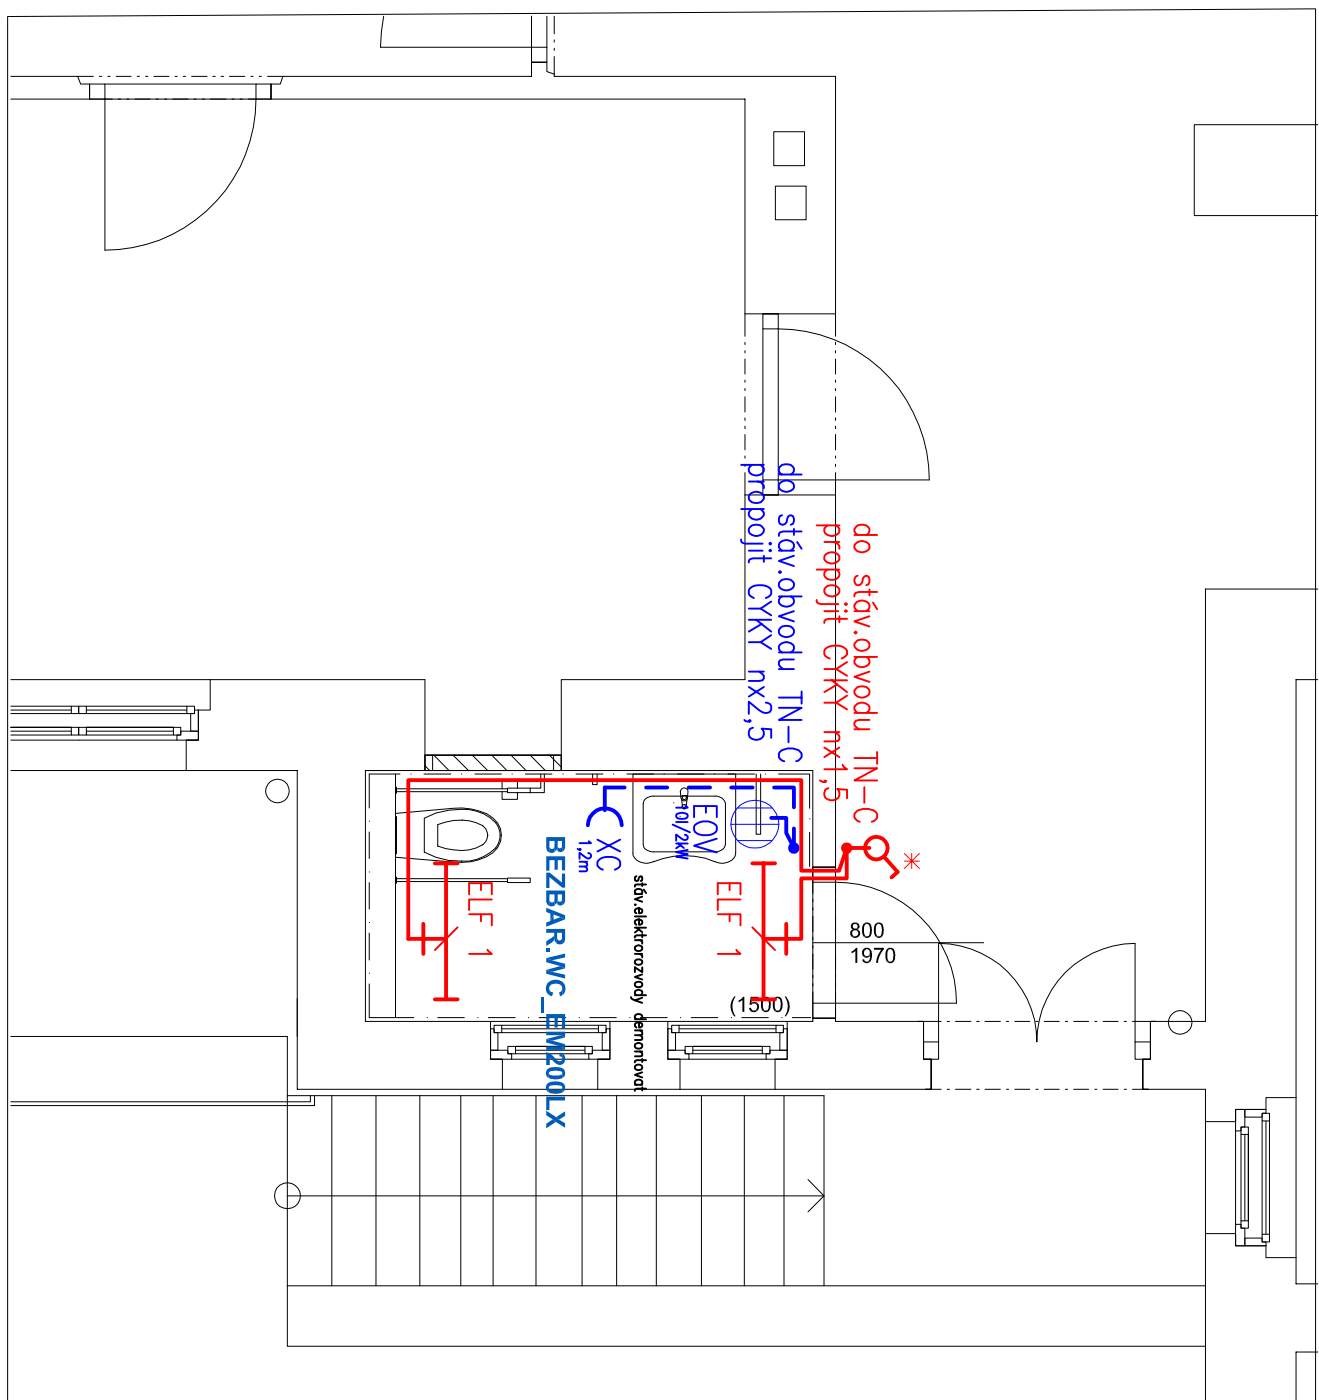 do stáv.obvodu TN-C
propojit CYKY nx2,5
do stáv.obvodu TN-C
propojit CYKY nx1,5
EOV
10l/2kW
XC
1,2m
*
ELF 1
ELF 1
BEZBAR.WC_EM200LX
stáv.elektrorozvody demontovat
800
1970
(1500)